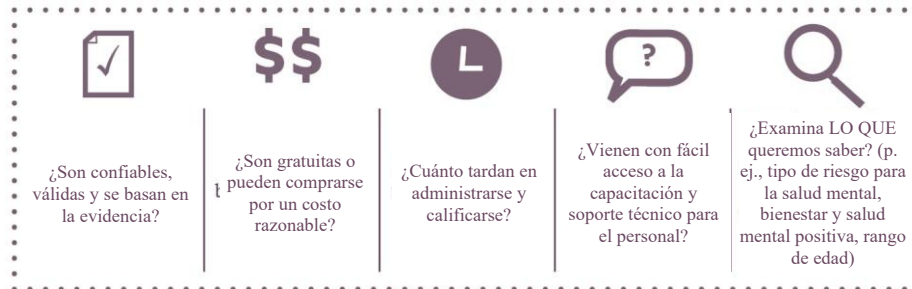 $$
?
¿Son confiables,
válidas y se basan en
la evidencia?
¿Son gratuitas o
pueden comprarse
por un costo
razonable?
¿Cuánto tardan en
administrarse y
calificarse?
¿Vienen con fácil
acceso a la
capacitación y
soporte técnico para
el personal?
¿Examina LO QUE
queremos saber? (p.
ej., tipo de riesgo para
la salud mental,
bienestar y salud
mental positiva, rango
de edad)